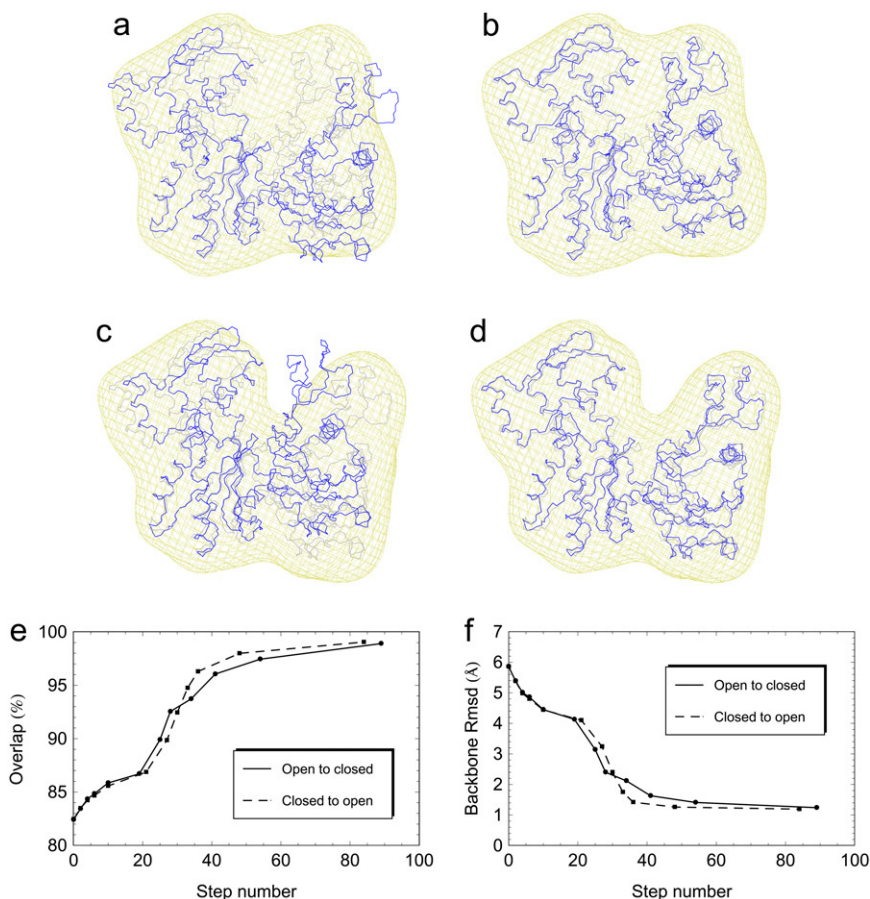 a
b
c
d
e
100
95
90
85
80
Overlap (%)
Open to closed
Closed to open
0
20
40
60
80
100
Step number
f
7
6
5
4
3
2
1
0
Backbone Rmsd (Å)
Open to closed
Closed to open
0
20
40
60
80
100
Step number